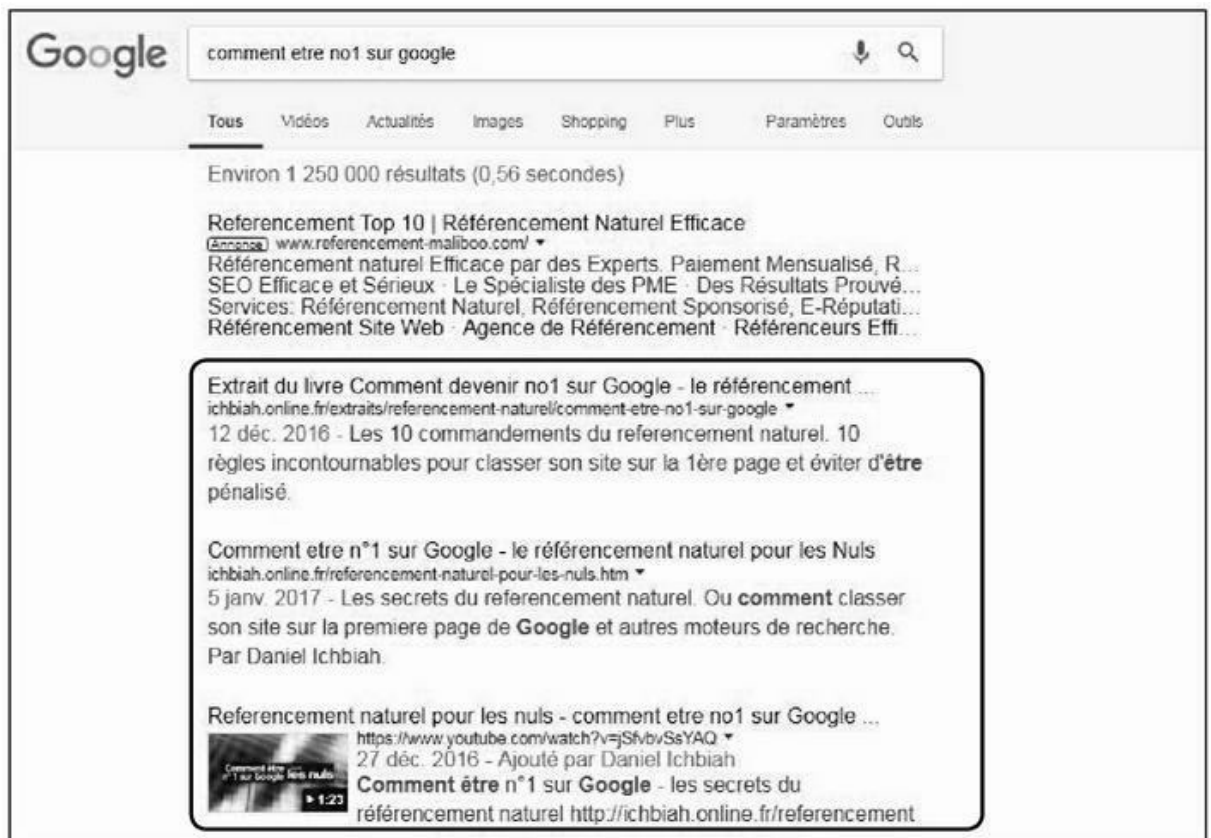 Google comment etre no1 sur google
Tous Vidéos Actualités Images Shopping Plus Paramètres Outils
Environ 1 250 000 résultats (0,56 secondes)
Referencement Top 10 | Référencement Naturel Efficace
Annonce www.referencement-maliboo.com/
Référencement naturel Efficace par des Experts. Paiement Mensualisé, R...
SEO Efficace et Sérieux · Le Spécialiste des PME · Des Résultats Prouvé...
Services: Référencement Naturel, Référencement Sponsorisé, E-Réputati...
Référencement Site Web · Agence de Référencement · Référenceurs Effi...
Extrait du livre Comment devenir no1 sur Google - le référencement ...
ichbiah.online.fr/extraits/referencement-naturel/comment-etre-no1-sur-google
12 déc. 2016 - Les 10 commandements du referencement naturel. 10
règles incontournables pour classer son site sur la 1ère page et éviter d'être
pénalisé.
Comment etre n°1 sur Google - le référencement naturel pour les Nuls
ichbiah.online.fr/referencement-naturel-pour-les-nuls.htm
5 janv. 2017 - Les secrets du referencement naturel. Ou comment classer
son site sur la premiere page de Google et autres moteurs de recherche.
Par Daniel Ichbiah.
Referencement naturel pour les nuls - comment etre no1 sur Google ...
https://www.youtube.com/watch?v=jSfvbvSsYAQ
27 déc. 2016 - Ajouté par Daniel Ichbiah
Comment être n°1 sur Google - les secrets du
référencement naturel http://ichbiah.online.fr/referencement
Comment être
n°1 sur Google les nuls
1:23